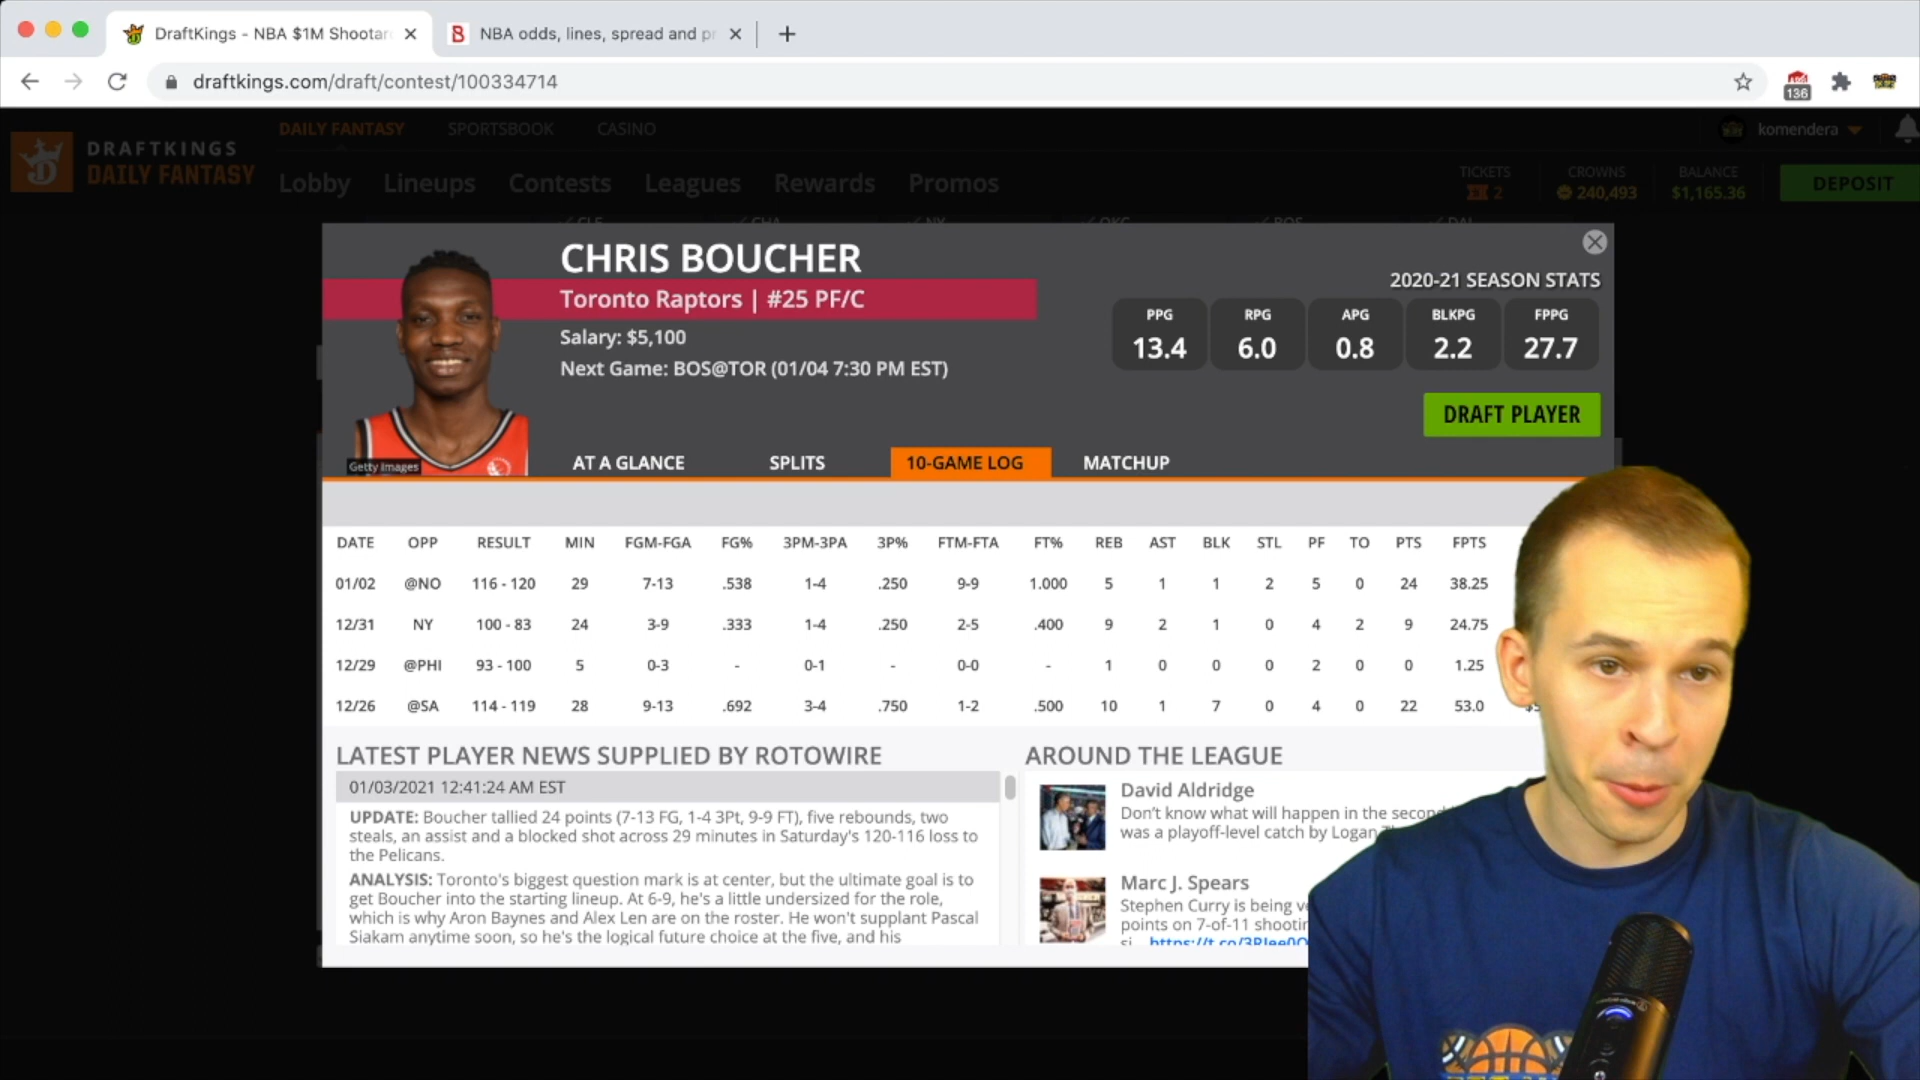 DraftKings - NBA $1M Shootar
NBA odds, lines, spread and pr
draftkings.com/draft/contest/100334714
136
DAILY FANTASY SPORTSBOOK CASINO
komendera
DRAFTKINGS
DAILY FANTASY
Lobby Lineups Contests Leagues Rewards Promos
TICKETS
2
CROWNS
240,493
BALANCE
$1,165.36
DEPOSIT
CHRIS BOUCHER
Toronto Raptors | #25 PF/C
Salary: $5,100
Next Game: BOS@TOR (01/04 7:30 PM EST)
Getty Images
2020-21 SEASON STATS
PPG RPG APG BLKPG FPPG
13.4 6.0 0.8 2.2 27.7
DRAFT PLAYER
AT A GLANCE SPLITS 10-GAME LOG MATCHUP
DATE OPP RESULT MIN FGM-FGA FG% 3PM-3PA 3P% FTM-FTA FT% REB AST BLK STL PF TO PTS FPTS
01/02 @NO 116 - 120 29 7-13 .538 1-4 .250 9-9 1.000 5 1 1 2 5 0 24 38.25
12/31 NY 100 - 83 24 3-9 .333 1-4 .250 2-5 .400 9 2 1 0 4 2 9 24.75
12/29 @PHI 93 - 100 5 0-3 - 0-1 - 0-0 - 1 0 0 0 2 0 0 1.25
12/26 @SA 114 - 119 28 9-13 .692 3-4 .750 1-2 .500 10 1 7 0 4 0 22 53.0
LATEST PLAYER NEWS SUPPLIED BY ROTOWIRE
01/03/2021 12:41:24 AM EST
UPDATE: Boucher tallied 24 points (7-13 FG, 1-4 3Pt, 9-9 FT), five rebounds, two
steals, an assist and a blocked shot across 29 minutes in Saturday's 120-116 loss to
the Pelicans.
ANALYSIS: Toronto's biggest question mark is at center, but the ultimate goal is to
get Boucher into the starting lineup. At 6-9, he's a little undersized for the role,
which is why Aron Baynes and Alex Len are on the roster. He won't supplant Pascal
Siakam anytime soon, so he's the logical future choice at the five, and his
AROUND THE LEAGUE
David Aldridge
Don't know what will happen in the second
was a playoff-level catch by Logan
Marc J. Spears
Stephen Curry is being
points on 7-of-11